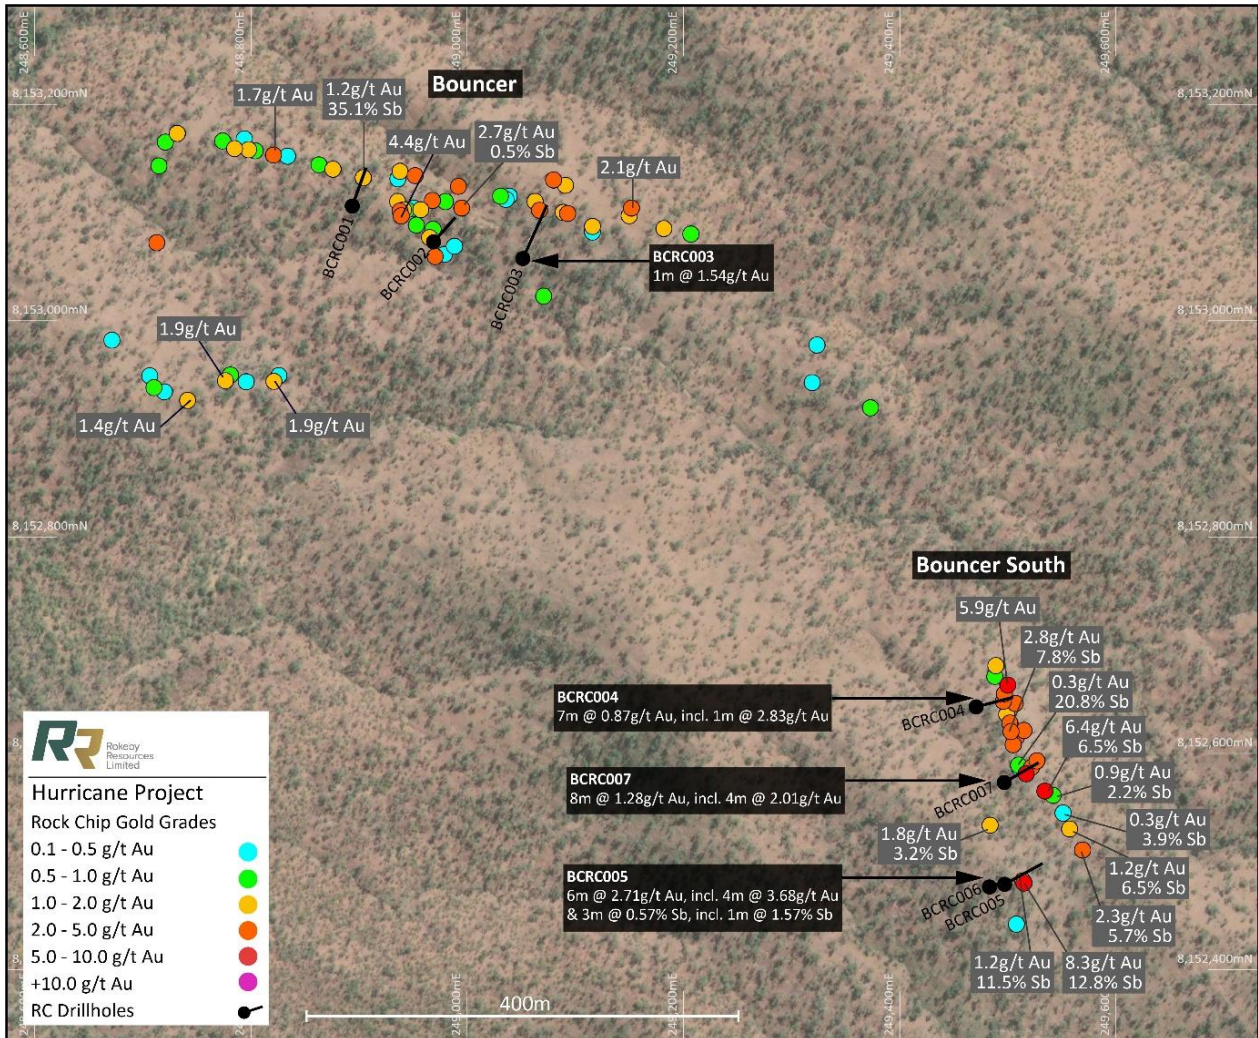 248,600mE
248,800mE
249,000mE
249,200mE
249,400mE
249,600mE
8,153,200mN
8,153,200mN
Bouncer
1.7g/t Au
1.2g/t Au
35.1% Sb
4.4g/t Au
2.7g/t Au
0.5% Sb
2.1g/t Au
BCRC001
BCRC002
BCRC003
BCRC003
1m @ 1.54g/t Au
8,153,000mN
8,153,000mN
1.9g/t Au
1.4g/t Au
1.9g/t Au
8,152,800mN
8,152,800mN
Bouncer South
5.9g/t Au
2.8g/t Au
7.8% Sb
0.3g/t Au
20.8% Sb
6.4g/t Au
6.5% Sb
0.9g/t Au
2.2% Sb
0.3g/t Au
3.9% Sb
1.2g/t Au
6.5% Sb
2.3g/t Au
5.7% Sb
8.3g/t Au
12.8% Sb
1.2g/t Au
11.5% Sb
1.8g/t Au
3.2% Sb
BCRC004
7m @ 0.87g/t Au, incl. 1m @ 2.83g/t Au
BCRC004
BCRC007
8m @ 1.28g/t Au, incl. 4m @ 2.01g/t Au
BCRC007
BCRC005
6m @ 2.71g/t Au, incl. 4m @ 3.68g/t Au
& 3m @ 0.57% Sb, incl. 1m @ 1.57% Sb
BCRC006
BCRC005
8,152,600mN
8,152,400mN
RR
Rokeby
Resources
Limited
Hurricane Project
Rock Chip Gold Grades
0.1 - 0.5 g/t Au
0.5 - 1.0 g/t Au
1.0 - 2.0 g/t Au
2.0 - 5.0 g/t Au
5.0 - 10.0 g/t Au
+10.0 g/t Au
RC Drillholes
400m
249,000mE
249,200mE
249,400mE
249,600mE